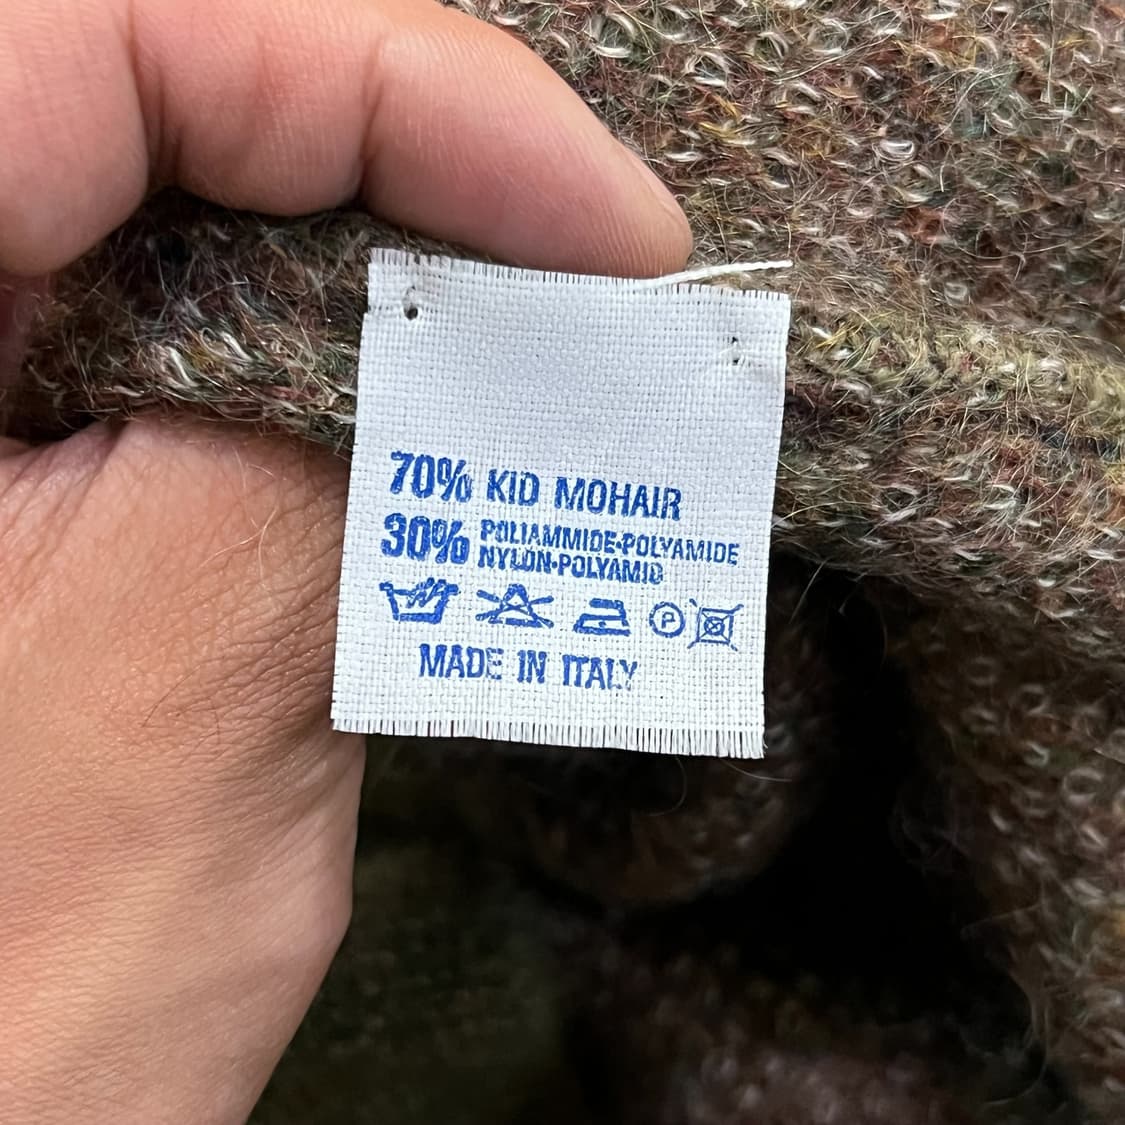 70% KID MOHAIR
30% POLIAMMIDE·POLYAMIDE
NYLON·POLYAMID
P
MADE IN ITALY